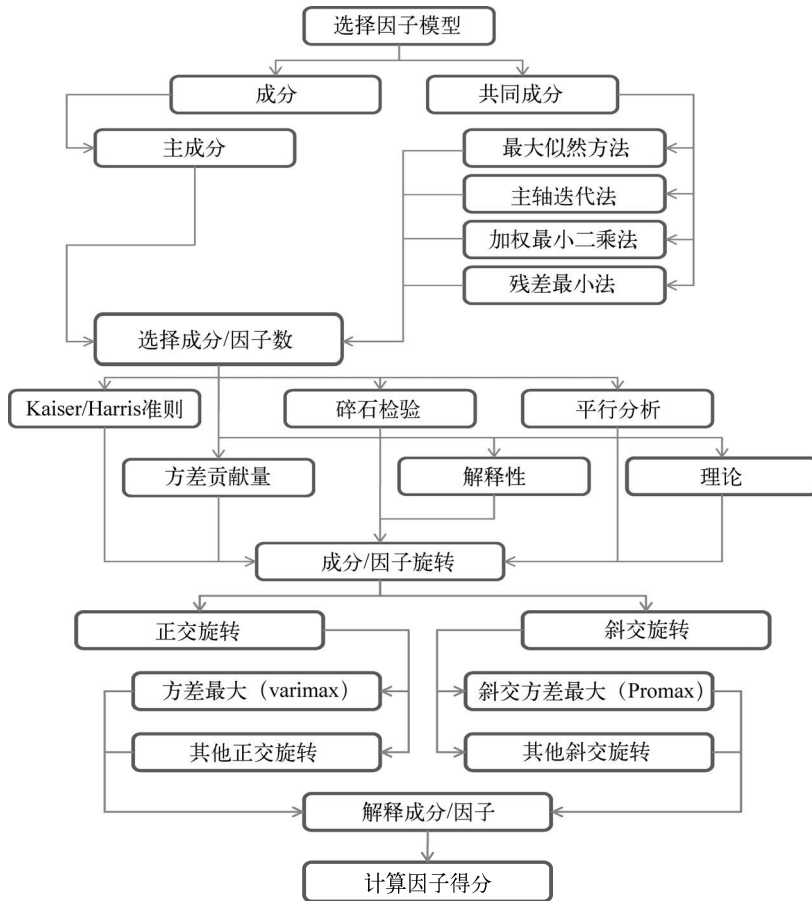 选择因子模型
成分
共同成分
主成分
最大似然方法
主轴迭代法
加权最小二乘法
残差最小法
选择成分/因子数
Kaiser/Harris准则
碎石检验
平行分析
方差贡献量
解释性
理论
成分/因子旋转
正交旋转
斜交旋转
方差最大（varimax）
斜交方差最大（Promax）
其他正交旋转
其他斜交旋转
解释成分/因子
计算因子得分